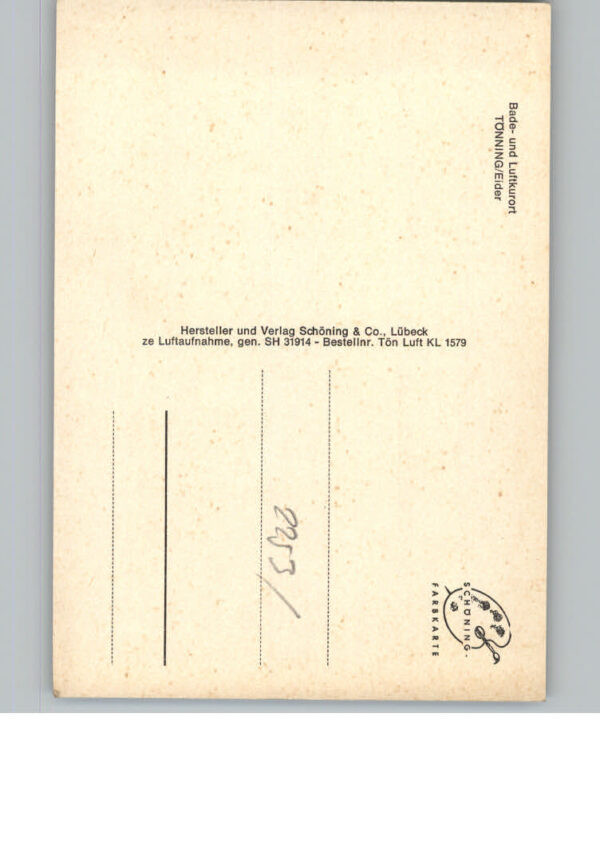 Bade- und Luftkurort
TÖNNING/Eider
Hersteller und Verlag Schöning & Co., Lübeck
ze Luftaufnahme, gen. SH 31914 - Bestellnr. Tön Luft KL 1579
2253/
SCHÖNING-
FARBKARTE